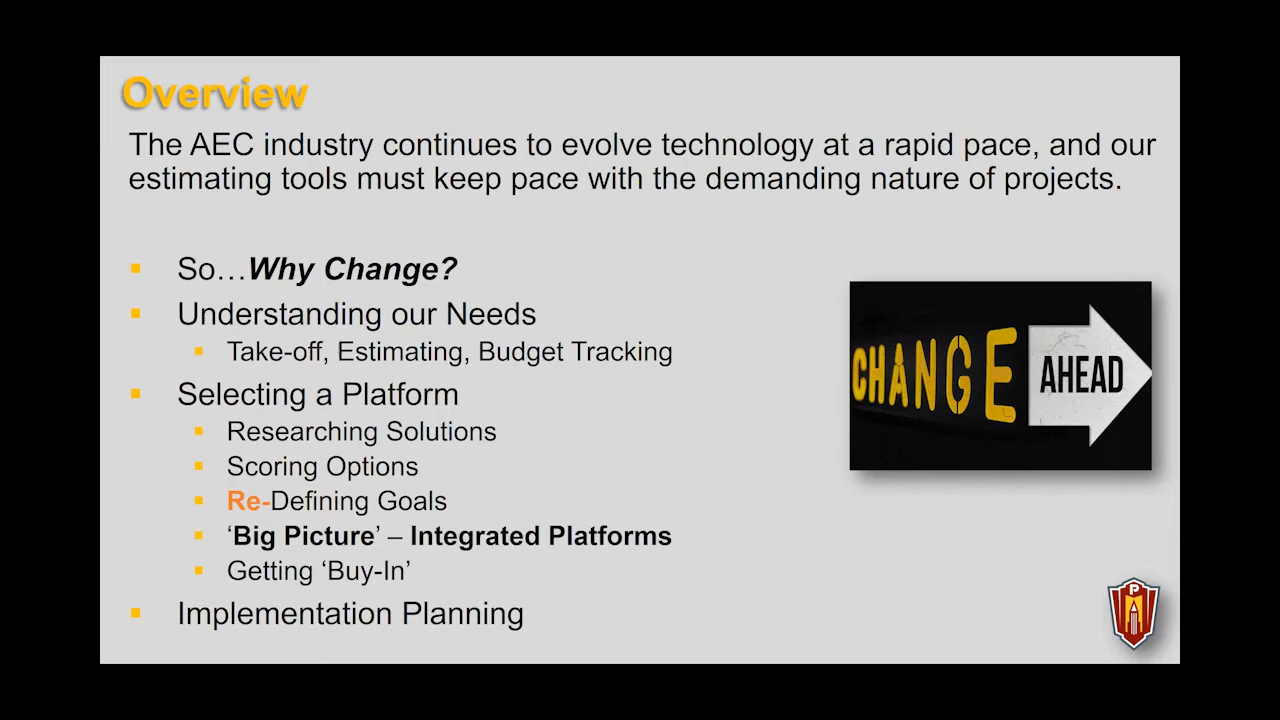 Overview
The AEC industry continues to evolve technology at a rapid pace, and our
estimating tools must keep pace with the demanding nature of projects.
So…Why Change?
Understanding our Needs
Take-off, Estimating, Budget Tracking
Selecting a Platform
Researching Solutions
Scoring Options
Re-Defining Goals
‘Big Picture’ – Integrated Platforms
Getting ‘Buy-In’
Implementation Planning
CHANGE
AHEAD
P